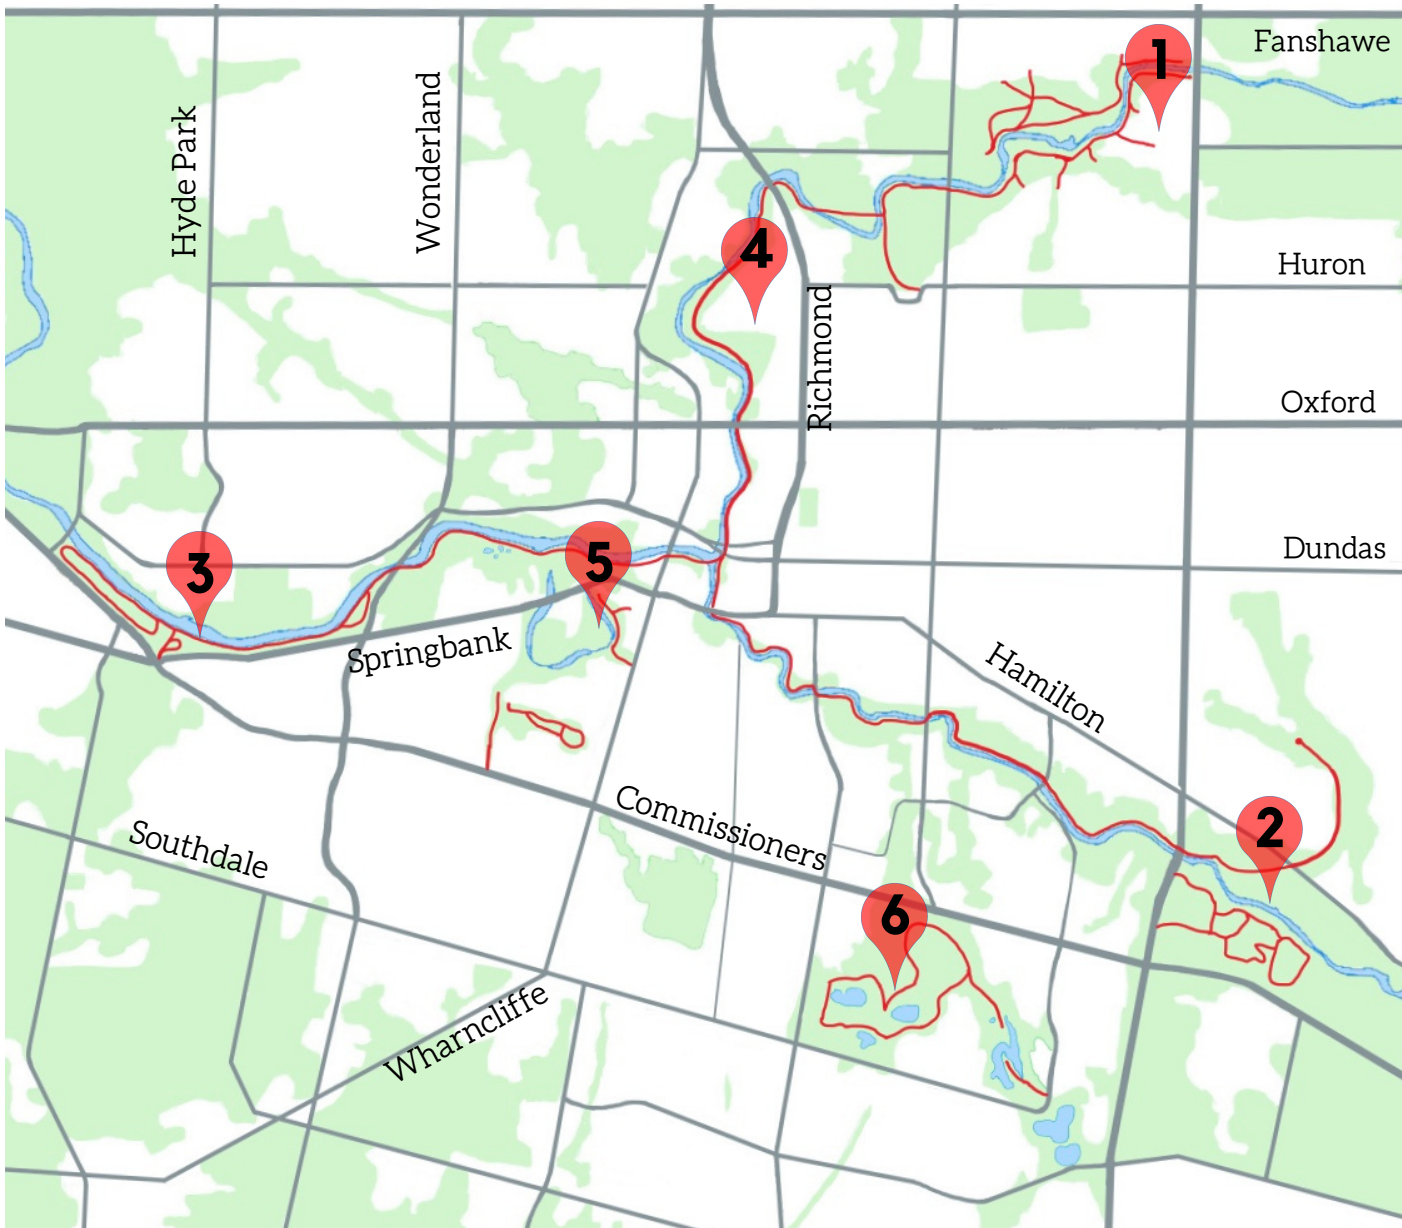 Fanshawe
1
Hyde Park
Wonderland
4
Huron
Richmond
Oxford
Dundas
3
5
Springbank
Hamilton
Commissioners
Southdale
2
6
Wharncliffe